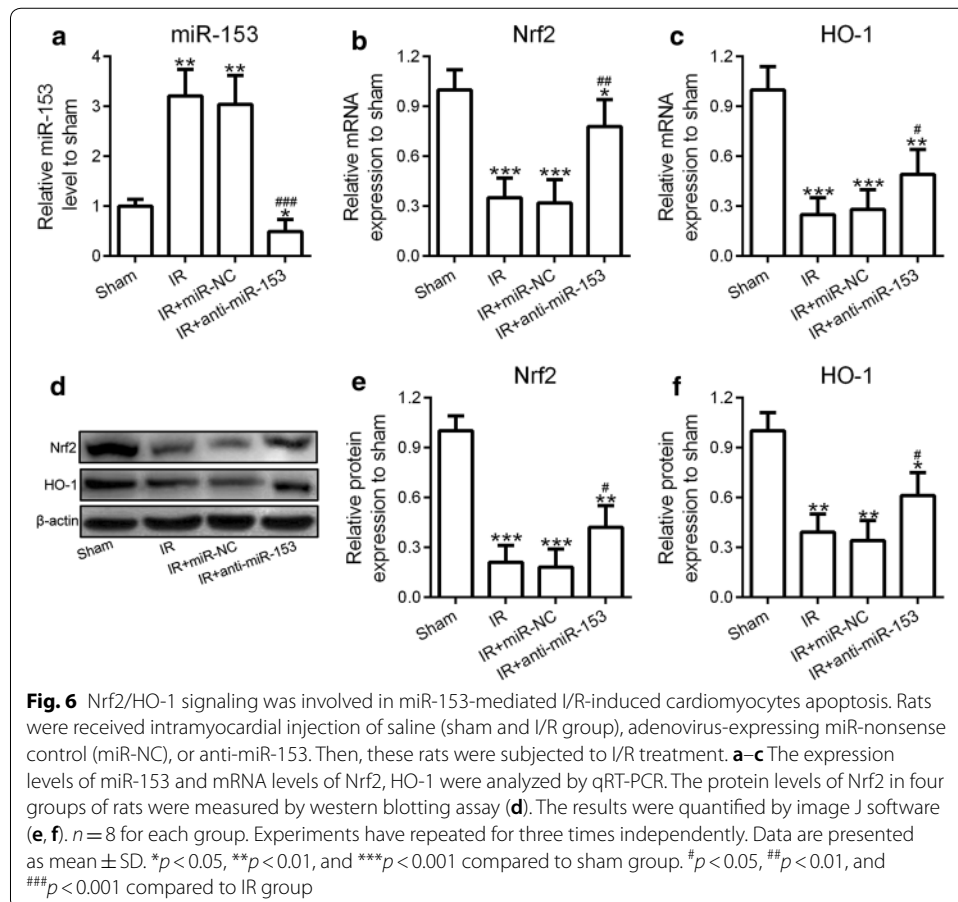 a
miR-153
Relative miR-153
level to sham
4
3
2
1
0
**
**
###
*
Sham
IR
IR+miR-NC
IR+anti-miR-153
b
Nrf2
Relative mRNA
expression to sham
1.2
0.9
0.6
0.3
0.0
***
***
##
*
Sham
IR
IR+miR-NC
IR+anti-miR-153
c
HO-1
Relative mRNA
expression to sham
1.2
0.9
0.6
0.3
0.0
***
***
#
**
Sham
IR
IR+miR-NC
IR+anti-miR-153
d
Nrf2
HO-1
β-actin
Sham
IR
IR+miR-NC
IR+anti-miR-153
e
Nrf2
Relative protein
expression to sham
1.2
0.9
0.6
0.3
0.0
***
***
#
**
Sham
IR
IR+miR-NC
IR+anti-miR-153
f
HO-1
Relative protein
expression to sham
1.2
0.9
0.6
0.3
0.0
**
**
#
*
Sham
IR
IR+miR-NC
IR+anti-miR-153
Fig. 6 Nrf2/HO-1 signaling was involved in miR-153-mediated I/R-induced cardiomyocytes apoptosis. Rats
were received intramyocardial injection of saline (sham and I/R group), adenovirus-expressing miR-nonsense
control (miR-NC), or anti-miR-153. Then, these rats were subjected to I/R treatment. a–c The expression
levels of miR-153 and mRNA levels of Nrf2, HO-1 were analyzed by qRT-PCR. The protein levels of Nrf2 in four
groups of rats were measured by western blotting assay (d). The results were quantified by image J software
(e, f). n = 8 for each group. Experiments have repeated for three times independently. Data are presented
as mean ± SD. *p < 0.05, **p < 0.01, and ***p < 0.001 compared to sham group. #p < 0.05, ##p < 0.01, and
###p < 0.001 compared to IR group